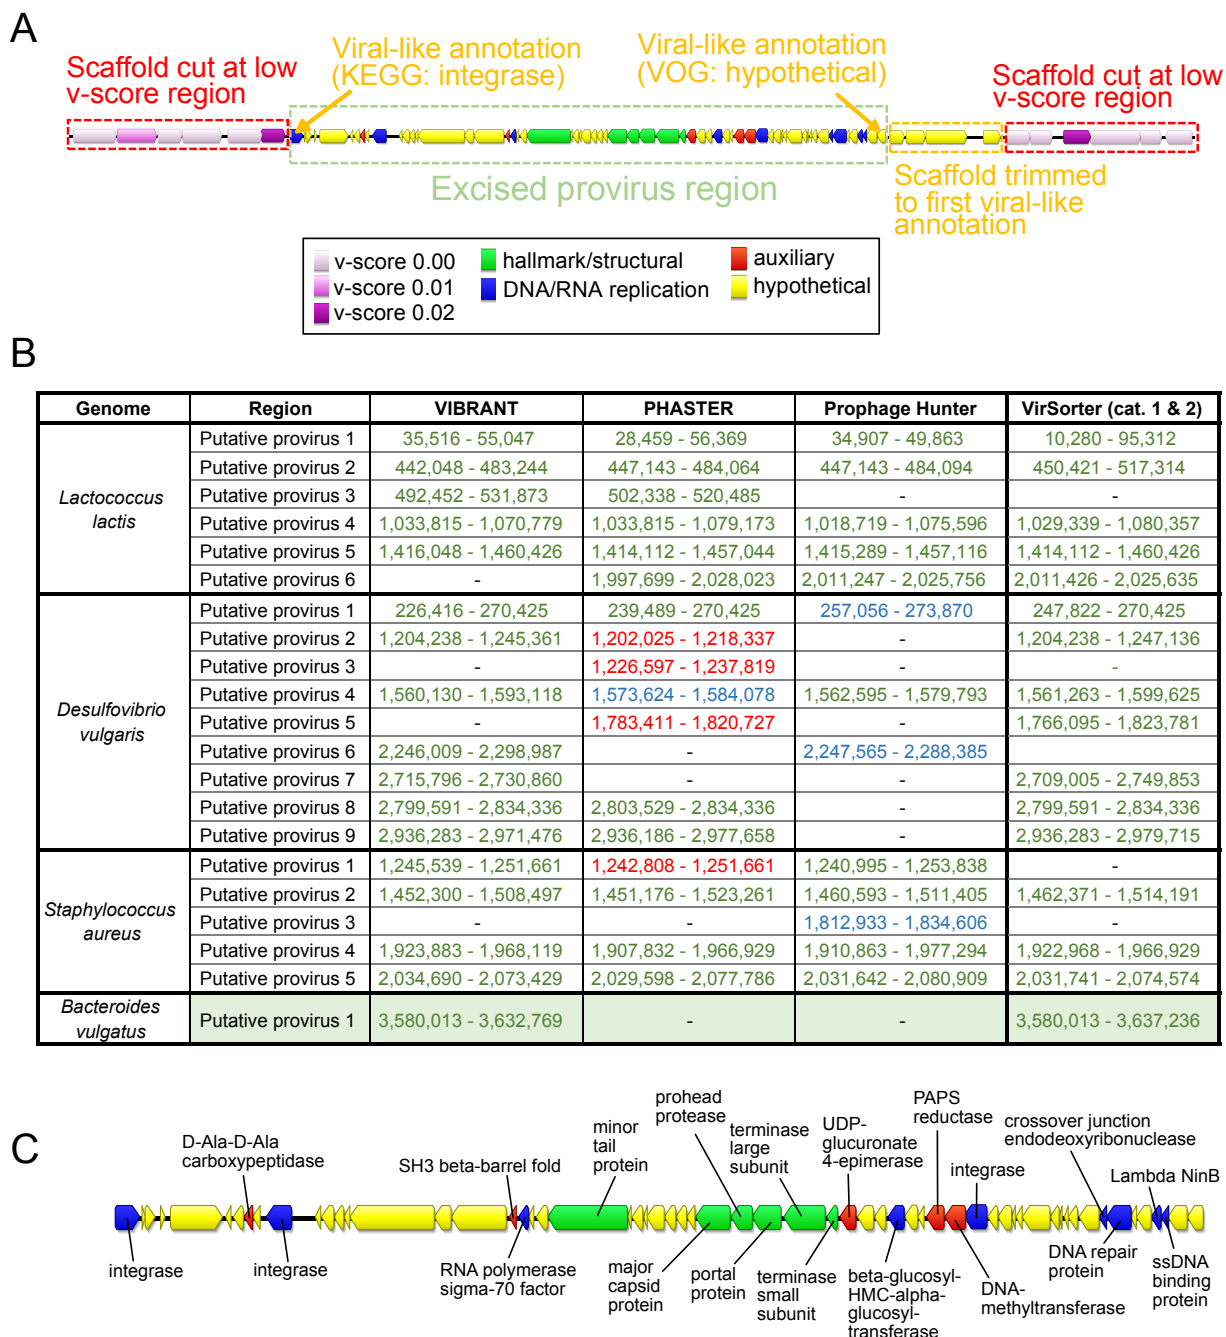 A
Scaffold cut at low
v-score region
Viral-like annotation
(KEGG: integrase)
Viral-like annotation
(VOG: hypothetical)
Scaffold cut at low
v-score region
Excised provirus region
Scaffold trimmed
to first viral-like
annotation
v-score 0.00
v-score 0.01
v-score 0.02
hallmark/structural
DNA/RNA replication
auxiliary
hypothetical
B
Genome Region VIBRANT PHASTER Prophage Hunter VirSorter (cat. 1 & 2)
Lactococcus
lactis
Putative provirus 1 35,516 - 55,047 28,459 - 56,369 34,907 - 49,863 10,280 - 95,312
Putative provirus 2 442,048 - 483,244 447,143 - 484,064 447,143 - 484,094 450,421 - 517,314
Putative provirus 3 492,452 - 531,873 502,338 - 520,485 - -
Putative provirus 4 1,033,815 - 1,070,779 1,033,815 - 1,079,173 1,018,719 - 1,075,596 1,029,339 - 1,080,357
Putative provirus 5 1,416,048 - 1,460,426 1,414,112 - 1,457,044 1,415,289 - 1,457,116 1,414,112 - 1,460,426
Putative provirus 6 - 1,997,699 - 2,028,023 2,011,247 - 2,025,756 2,011,426 - 2,025,635
Desulfovibrio
vulgaris
Putative provirus 1 226,416 - 270,425 239,489 - 270,425 257,056 - 273,870 247,822 - 270,425
Putative provirus 2 1,204,238 - 1,245,361 1,202,025 - 1,218,337 - 1,204,238 - 1,247,136
Putative provirus 3 - 1,226,597 - 1,237,819 - -
Putative provirus 4 1,560,130 - 1,593,118 1,573,624 - 1,584,078 1,562,595 - 1,579,793 1,561,263 - 1,599,625
Putative provirus 5 - 1,783,411 - 1,820,727 - 1,766,095 - 1,823,781
Putative provirus 6 2,246,009 - 2,298,987 - 2,247,565 - 2,288,385
Putative provirus 7 2,715,796 - 2,730,860 - - 2,709,005 - 2,749,853
Putative provirus 8 2,799,591 - 2,834,336 2,803,529 - 2,834,336 - 2,799,591 - 2,834,336
Putative provirus 9 2,936,283 - 2,971,476 2,936,186 - 2,977,658 - 2,936,283 - 2,979,715
Staphylococcus
aureus
Putative provirus 1 1,245,539 - 1,251,661 1,242,808 - 1,251,661 1,240,995 - 1,253,838 -
Putative provirus 2 1,452,300 - 1,508,497 1,451,176 - 1,523,261 1,460,593 - 1,511,405 1,462,371 - 1,514,191
Putative provirus 3 - - 1,812,933 - 1,834,606 -
Putative provirus 4 1,923,883 - 1,968,119 1,907,832 - 1,966,929 1,910,863 - 1,977,294 1,922,968 - 1,966,929
Putative provirus 5 2,034,690 - 2,073,429 2,029,598 - 2,077,786 2,031,642 - 2,080,909 2,031,741 - 2,074,574
Bacteroides
vulgatus
Putative provirus 1 3,580,013 - 3,632,769 - - 3,580,013 - 3,637,236
C
D-Ala-D-Ala
carboxypeptidase
SH3 beta-barrel fold
minor
tail
protein
prohead
protease
terminase
large
subunit
UDP-
glucuronate
4-epimerase
PAPS
reductase
integrase
crossover junction
endodeoxyribonuclease
Lambda NinB
integrase
integrase
RNA polymerase
sigma-70 factor
major
capsid
protein
portal
protein
terminase
small
subunit
beta-glucosyl-
HMC-alpha-
glucosyl-
transferase
DNA-
methyltransferase
DNA repair
protein
ssDNA
binding
protein